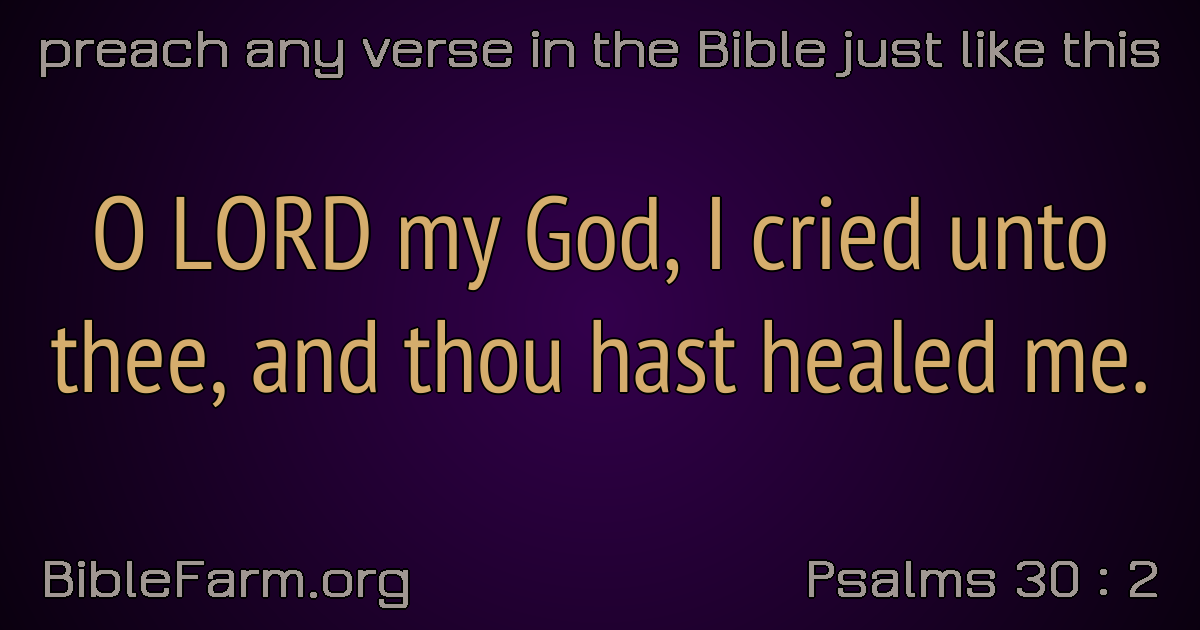 preach any verse in the Bible just like this
O LORD my God, I cried unto
thee, and thou hast healed me.
BibleFarm.org
Psalms 30 : 2